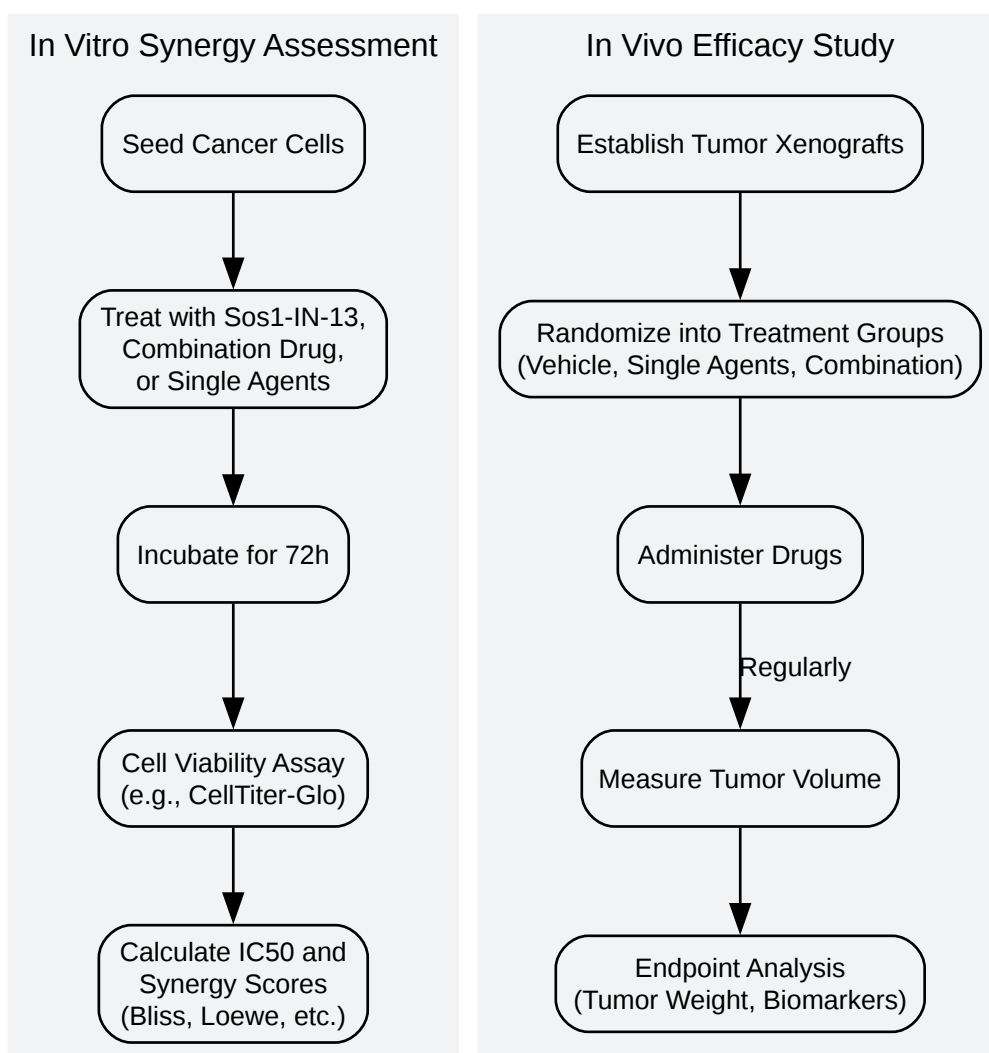 In Vitro Synergy Assessment
Seed Cancer Cells
Treat with Sos1-IN-13,
Combination Drug,
or Single Agents
Incubate for 72h
Cell Viability Assay
(e.g., CellTiter-Glo)
Calculate IC50 and
Synergy Scores
(Bliss, Loewe, etc.)
In Vivo Efficacy Study
Establish Tumor Xenografts
Randomize into Treatment Groups
(Vehicle, Single Agents, Combination)
Administer Drugs
Regularly
Measure Tumor Volume
Endpoint Analysis
(Tumor Weight, Biomarkers)